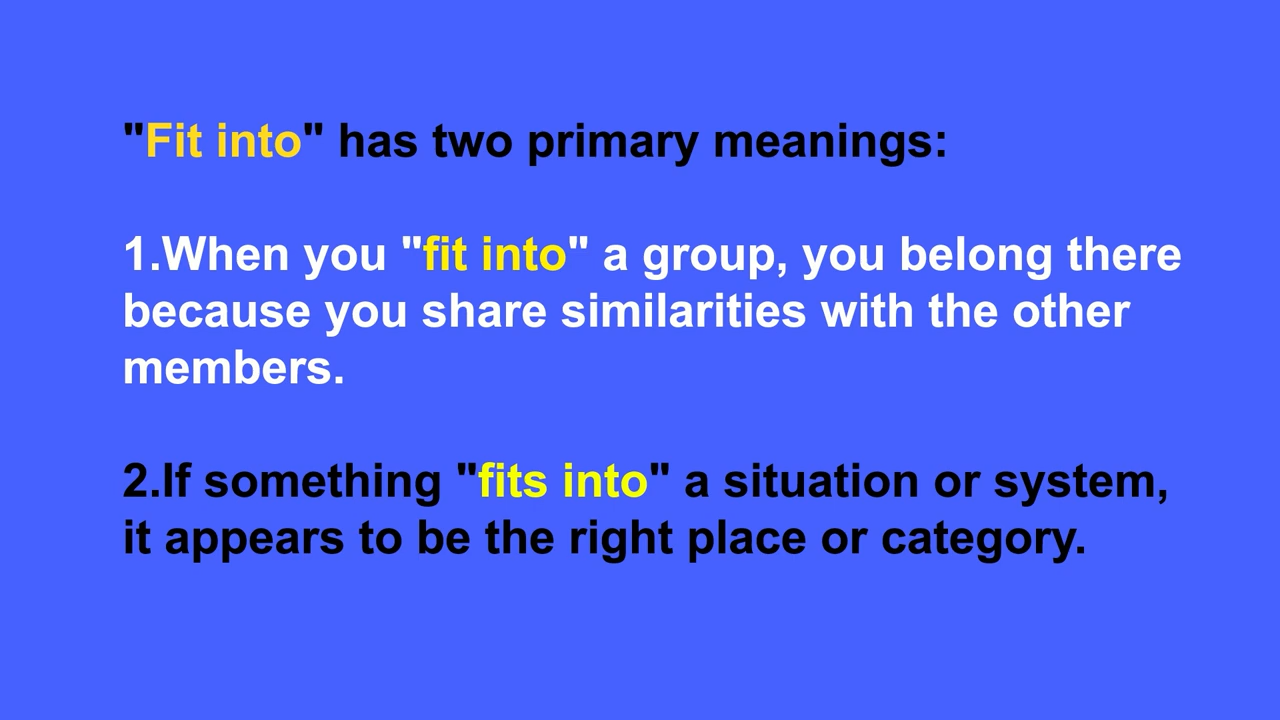 "Fit into" has two primary meanings:
1.When you "fit into" a group, you belong there
because you share similarities with the other
members.
2.If something "fits into" a situation or system,
it appears to be the right place or category.